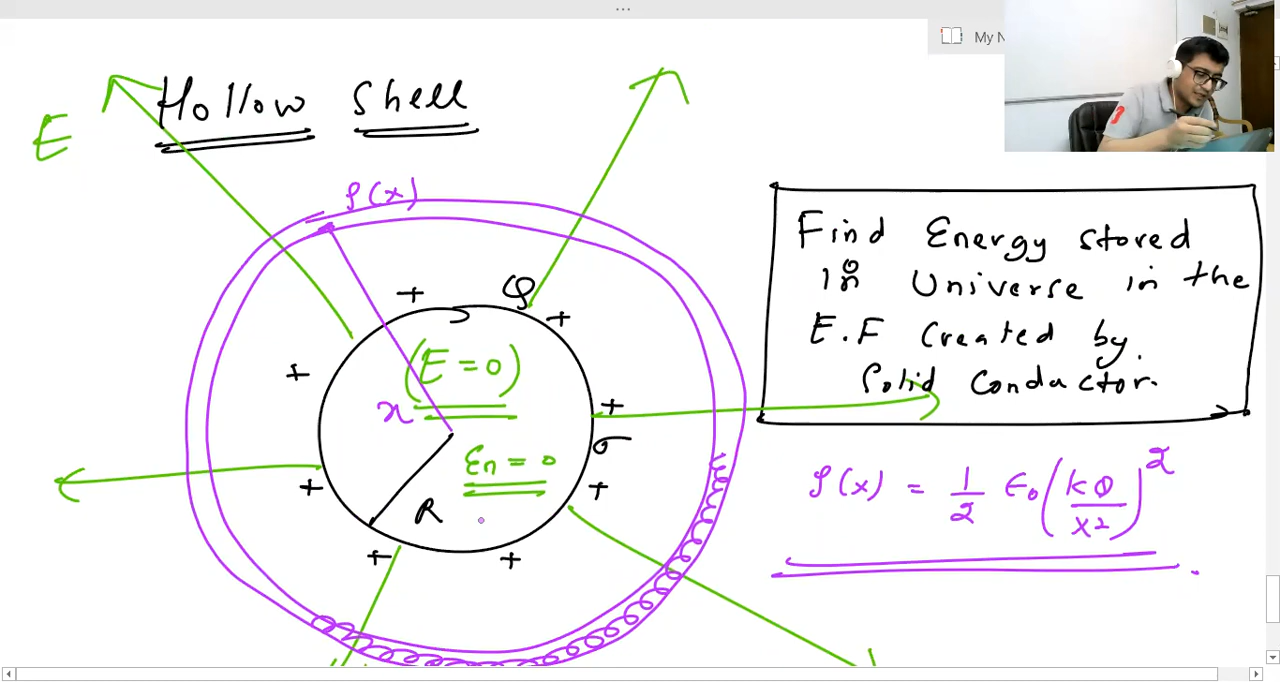 ...
My N
Hollow Shell
E
ρ(x)
+ Q +
+ (E = 0)
x +
σ
En = 0
+ R +
+ +
Find Energy stored
in Universe in the
E.F Created by
Solid Conductor.
ρ(x) = 1/2 ε₀ (kQ/x²)²